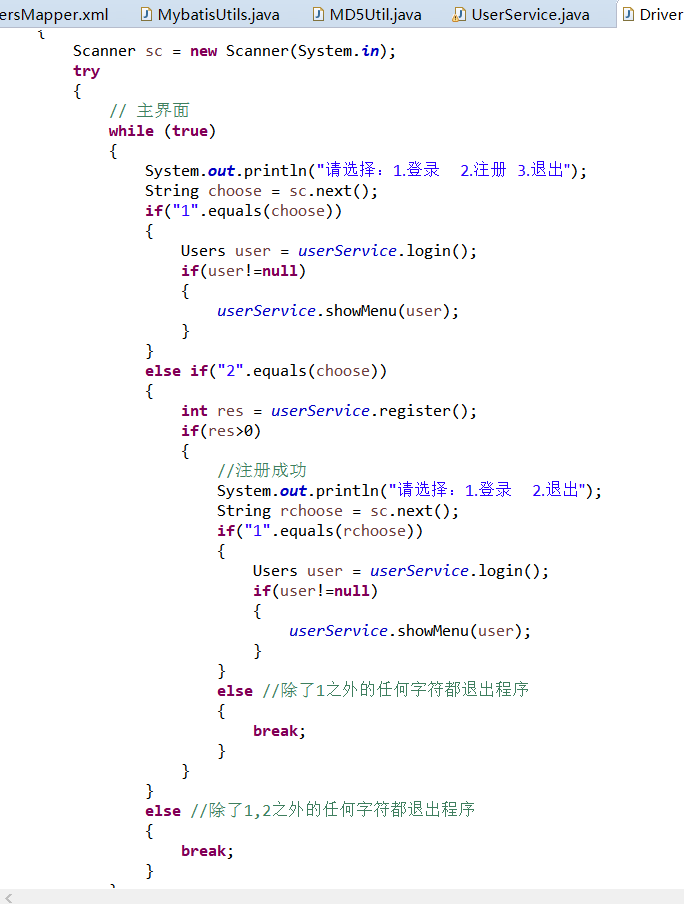 ersMapper.xml MybatisUtils.java MD5Util.java UserService.java Driver
{
Scanner sc = new Scanner(System.in);
try
{
// 主界面
while (true)
{
System.out.println("请选择：1.登录  2.注册 3.退出");
String choose = sc.next();
if("1".equals(choose))
{
Users user = userService.login();
if(user!=null)
{
userService.showMenu(user);
}
}
else if("2".equals(choose))
{
int res = userService.register();
if(res>0)
{
//注册成功
System.out.println("请选择：1.登录  2.退出");
String rchoose = sc.next();
if("1".equals(rchoose))
{
Users user = userService.login();
if(user!=null)
{
userService.showMenu(user);
}
}
else //除了1之外的任何字符都退出程序
{
break;
}
}
}
else //除了1,2之外的任何字符都退出程序
{
break;
}